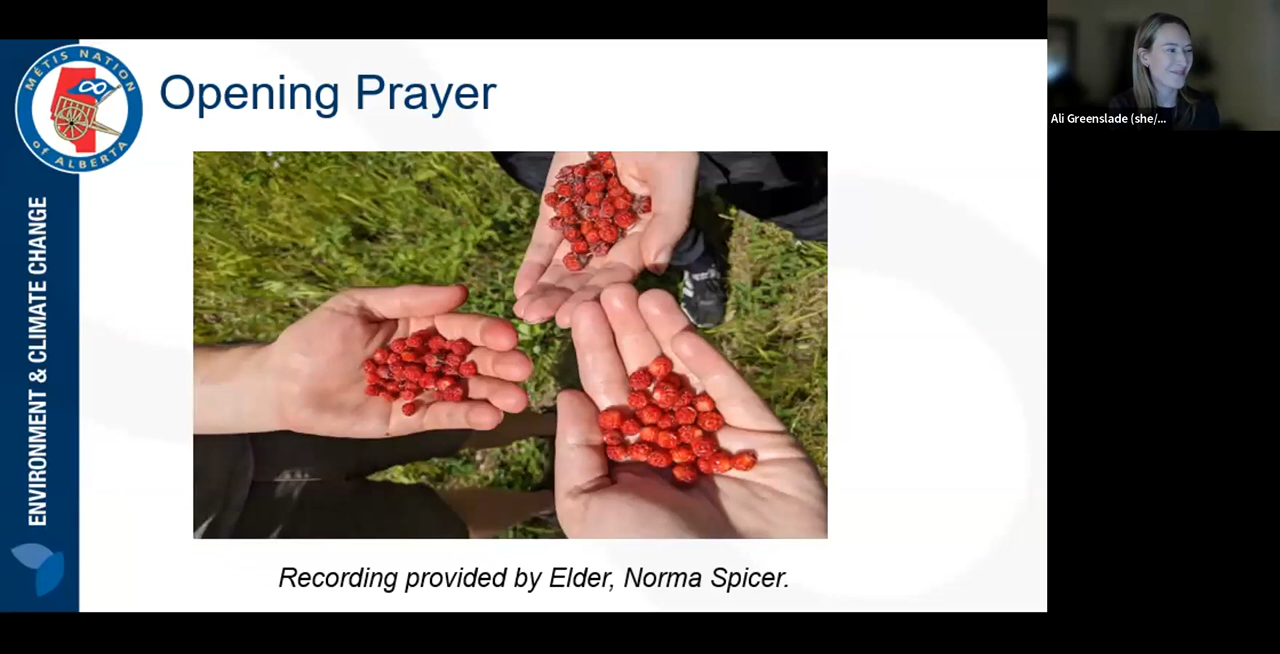 MÉTIS NATION
of ALBERTA
Opening Prayer
ENVIRONMENT & CLIMATE CHANGE
Recording provided by Elder, Norma Spicer.
Ali Greenslade (she/...